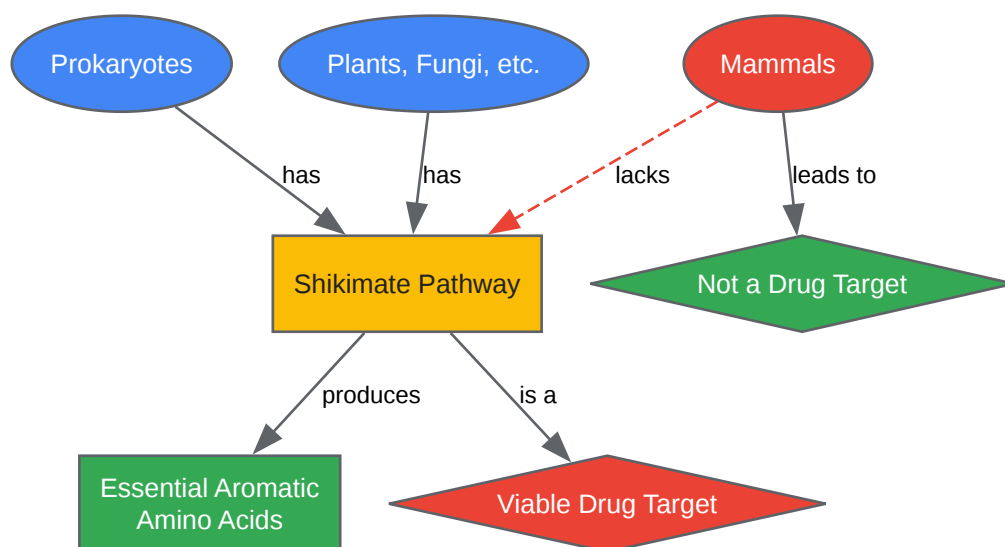 Prokaryotes
Plants, Fungi, etc.
Mammals
has
has
lacks
leads to
Shikimate Pathway
Not a Drug Target
produces
is a
Essential Aromatic
Amino Acids
Viable Drug Target